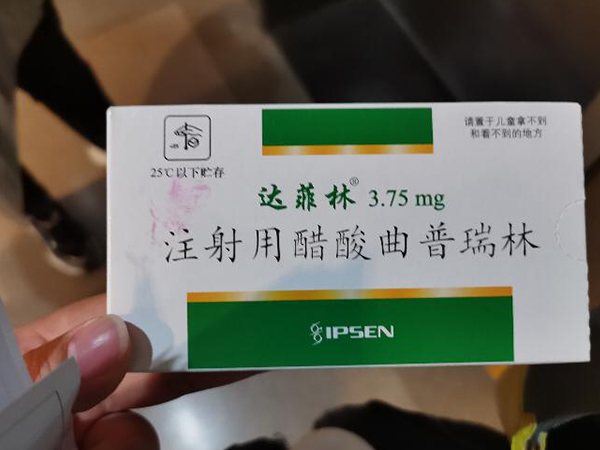 请置于儿童拿不到
和看不到的地方
25℃以下贮存
达菲林® 3.75 mg
注射用醋酸曲普瑞林
IPSEN